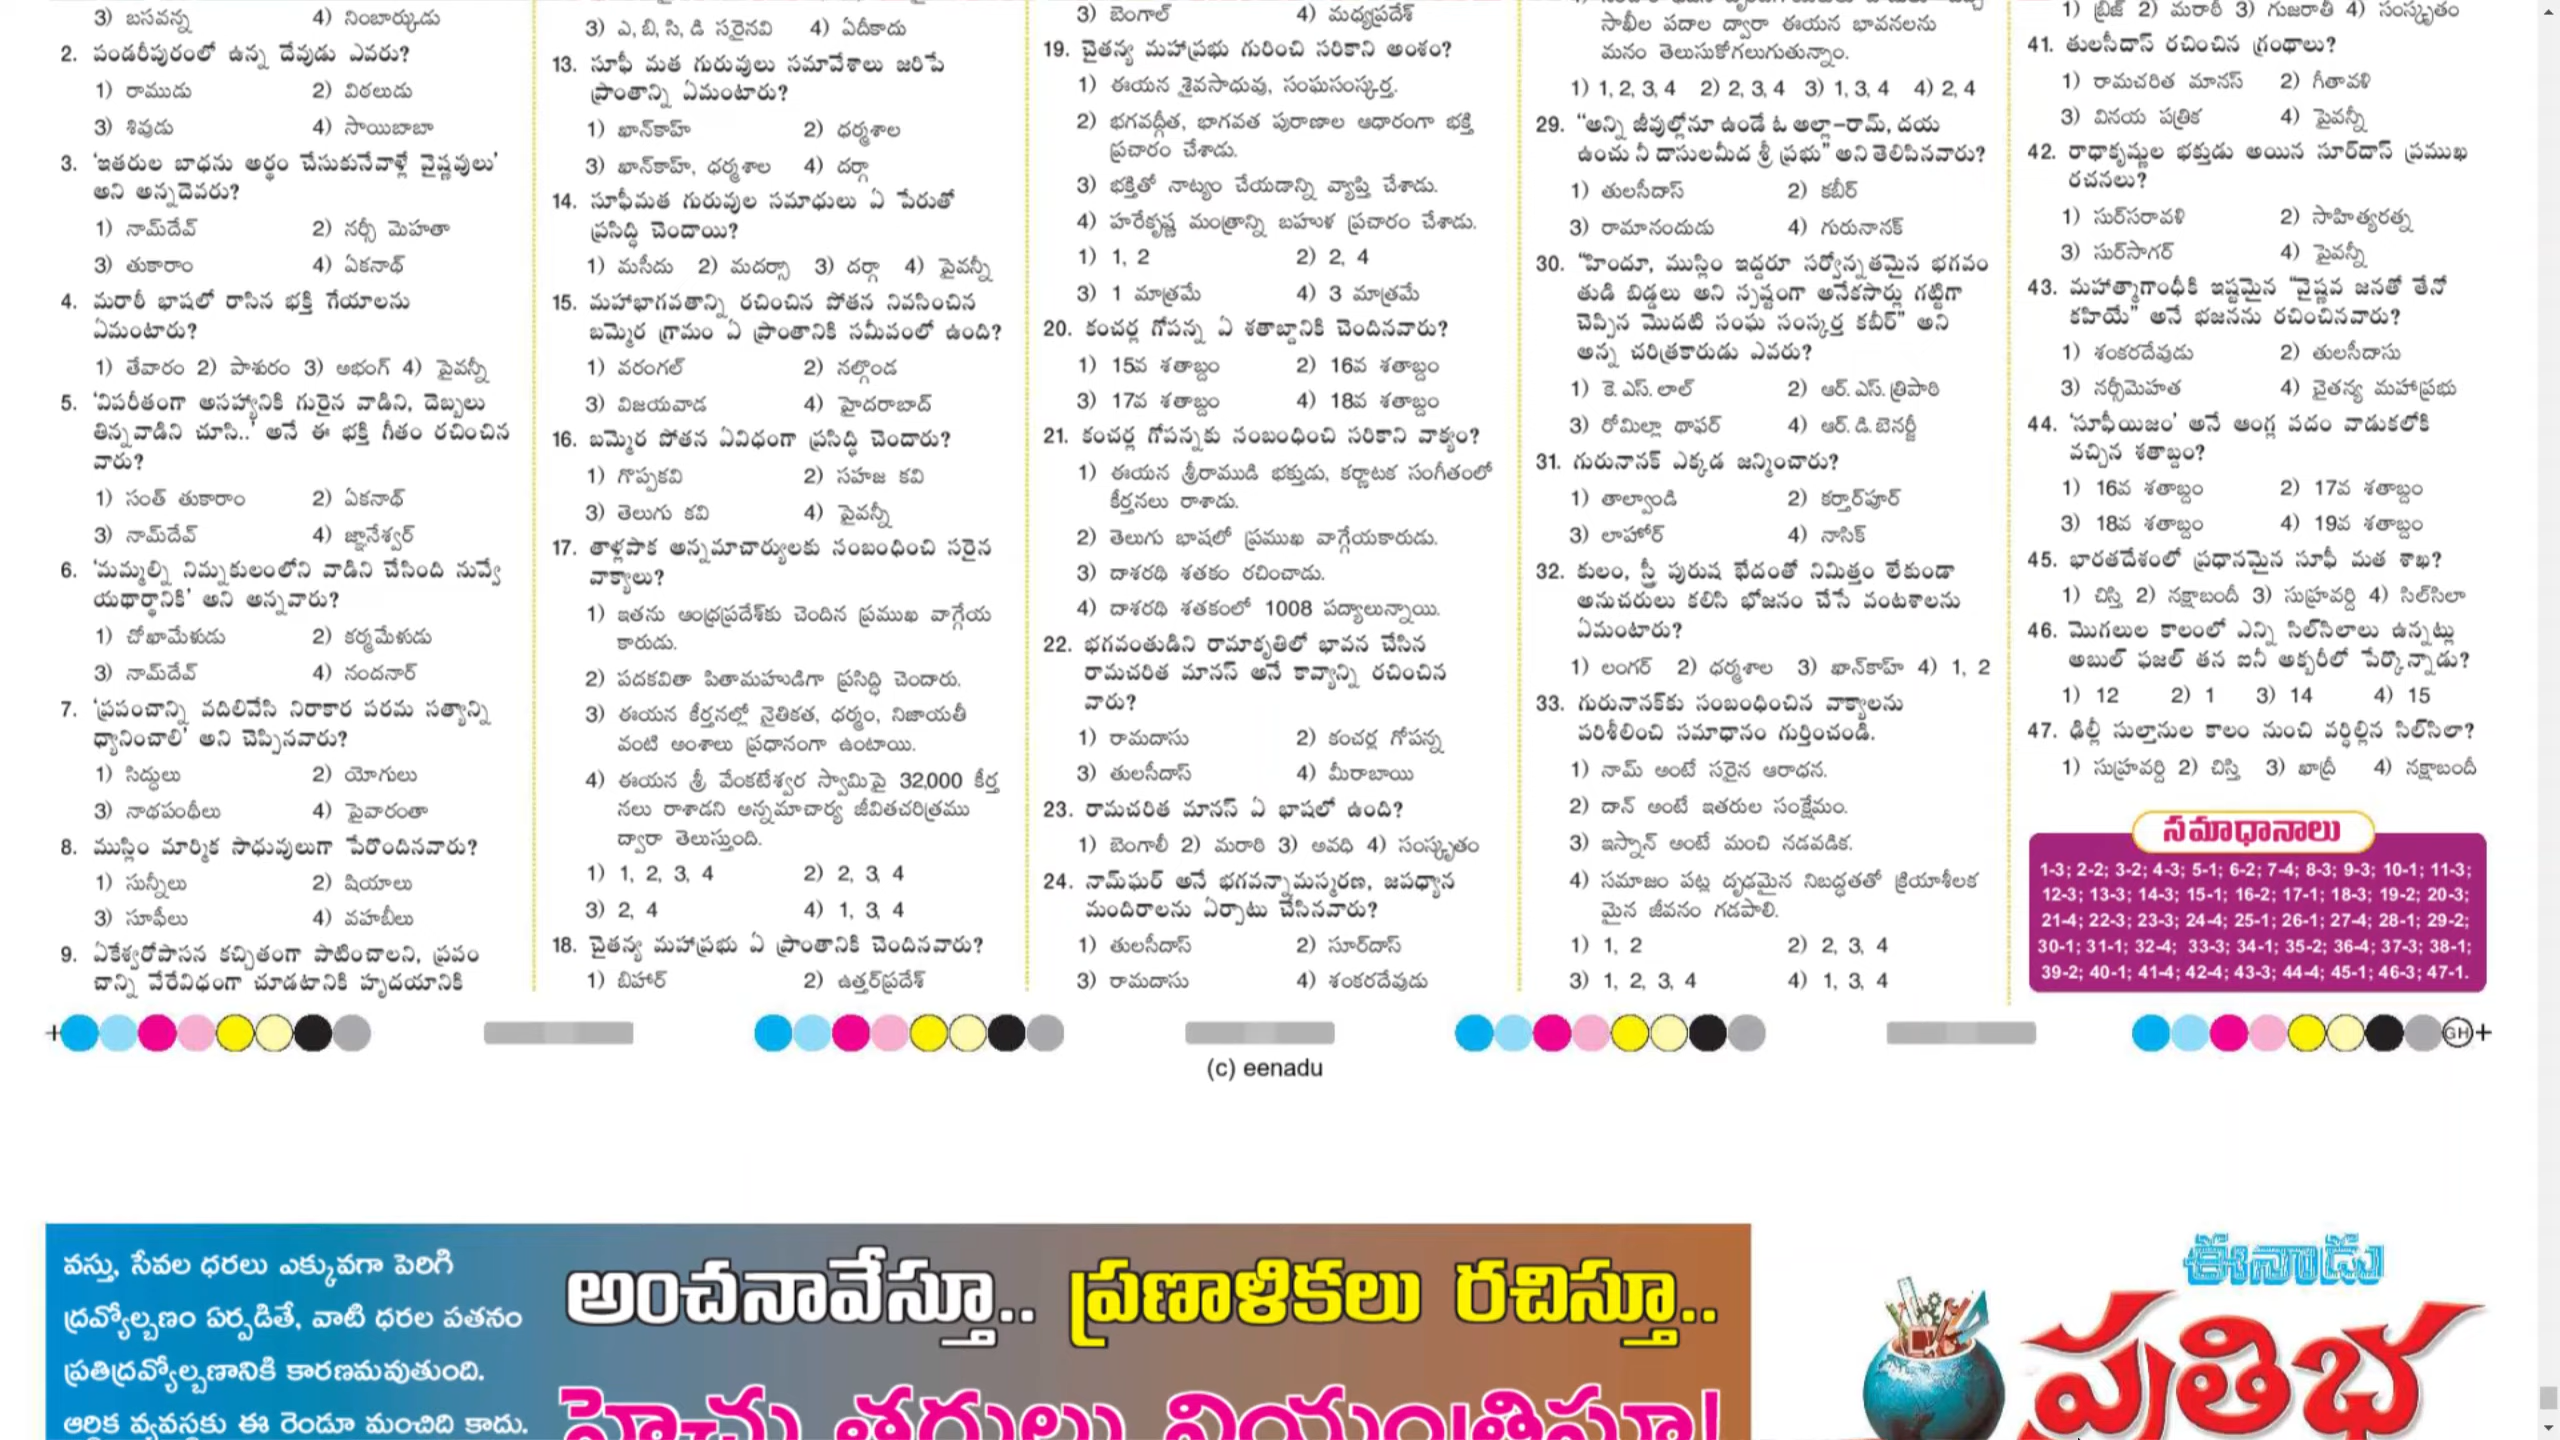 3) బసవన్న 4) నింబార్కుడు
2. పండరీపురంలో ఉన్న దేవుడు ఎవరు?
1) రాముడు 2) విఠలుడు
3) శివుడు 4) సాయిబాబా
3. 'ఇతరుల బాధను అర్థం చేసుకునేవాళ్లే వైష్ణవులు'
అని అన్నదెవరు?
1) నామ్‌దేవ్ 2) నర్సీ మెహతా
3) తుకారాం 4) ఏకనాథ్
4. మరాఠీ భాషలో రాసిన భక్తి గేయాలను
ఏమంటారు?
1) తేవారం 2) పాశురం 3) అభంగ్ 4) పైవన్నీ
5. 'విపరీతంగా అసహ్యానికి గురైన వాడిని, దెబ్బలు
తిన్నవాడిని చూసి..' అనే ఈ భక్తి గీతం రచించిన
వారు?
1) సంత్ తుకారాం 2) ఏకనాథ్
3) నామ్‌దేవ్ 4) జ్ఞానేశ్వర్
6. 'మమ్మల్ని నిమ్నకులంలోని వాడిని చేసింది నువ్వే
యథార్థానికి' అని అన్నవారు?
1) చోఖామేళుడు 2) కర్మమేళుడు
3) నామ్‌దేవ్ 4) నందనార్
7. 'ప్రపంచాన్ని వదిలివేసి నిరాకార పరమ సత్యాన్ని
ధ్యానించాలి' అని చెప్పినవారు?
1) సిద్ధులు 2) యోగులు
3) నాథపంథీలు 4) పైవారంతా
8. ముస్లిం మార్మిక సాధువులుగా పేరొందినవారు?
1) సున్నీలు 2) షియాలు
3) సూఫీలు 4) వహబీలు
9. ఏకేశ్వరోపాసన కచ్చితంగా పాటించాలని, ప్రపం
చాన్ని వేరేవిధంగా చూడటానికి హృదయానికి
3) ఎ, బి, సి, డి సరైనవి 4) ఏదీకాదు
13. సూఫీ మత గురువులు సమావేశాలు జరిపే
ప్రాంతాన్ని ఏమంటారు?
1) ఖాన్‌కాహ్ 2) ధర్మశాల
3) ఖాన్‌కాహ్, ధర్మశాల 4) దర్గా
14. సూఫీమత గురువుల సమాధులు ఏ పేరుతో
ప్రసిద్ధి చెందాయి?
1) మసీదు 2) మదర్సా 3) దర్గా 4) పైవన్నీ
15. మహాభాగవతాన్ని రచించిన పోతన నివసించిన
బమ్మెర గ్రామం ఏ ప్రాంతానికి సమీపంలో ఉంది?
1) వరంగల్ 2) నల్గొండ
3) విజయవాడ 4) హైదరాబాద్
16. బమ్మెర పోతన ఏవిధంగా ప్రసిద్ధి చెందారు?
1) గొప్పకవి 2) సహజ కవి
3) తెలుగు కవి 4) పైవన్నీ
17. తాళ్లపాక అన్నమాచార్యులకు సంబంధించి సరైన
వాక్యాలు?
1) ఇతను ఆంధ్రప్రదేశ్‌కు చెందిన ప్రముఖ వాగ్గేయ
కారుడు.
2) పదకవితా పితామహుడిగా ప్రసిద్ధి చెందారు.
3) ఈయన కీర్తనల్లో నైతికత, ధర్మం, నిజాయతీ
వంటి అంశాలు ప్రధానంగా ఉంటాయి.
4) ఈయన శ్రీ వేంకటేశ్వర స్వామిపై 32,000 కీర్త
నలు రాశాడని అన్నమాచార్య జీవితచరిత్రము
ద్వారా తెలుస్తుంది.
1) 1, 2, 3, 4 2) 2, 3, 4
3) 2, 4 4) 1, 3, 4
18. చైతన్య మహాప్రభు ఏ ప్రాంతానికి చెందినవారు?
1) బిహార్ 2) ఉత్తర్‌ప్రదేశ్
3) బెంగాల్ 4) మధ్యప్రదేశ్
19. చైతన్య మహాప్రభు గురించి సరికాని అంశం?
1) ఈయన శైవసాధువు, సంఘసంస్కర్త.
2) భగవద్గీత, భాగవత పురాణాల ఆధారంగా భక్తి
ప్రచారం చేశాడు.
3) భక్తితో నాట్యం చేయడాన్ని వ్యాప్తి చేశాడు.
4) హరేకృష్ణ మంత్రాన్ని బహుళ ప్రచారం చేశాడు.
1) 1, 2 2) 2, 4
3) 1 మాత్రమే 4) 3 మాత్రమే
20. కంచర్ల గోపన్న ఏ శతాబ్దానికి చెందినవారు?
1) 15వ శతాబ్దం 2) 16వ శతాబ్దం
3) 17వ శతాబ్దం 4) 18వ శతాబ్దం
21. కంచర్ల గోపన్నకు సంబంధించి సరికాని వాక్యం?
1) ఈయన శ్రీరాముడి భక్తుడు, కర్ణాటక సంగీతంలో
కీర్తనలు రాశాడు.
2) తెలుగు భాషలో ప్రముఖ వాగ్గేయకారుడు.
3) దాశరథి శతకం రచించాడు.
4) దాశరథి శతకంలో 1008 పద్యాలున్నాయి.
22. భగవంతుడిని రామాకృతిలో భావన చేసిన
రామచరిత మానస్ అనే కావ్యాన్ని రచించిన
వారు?
1) రామదాసు 2) కంచర్ల గోపన్న
3) తులసీదాస్ 4) మీరాబాయి
23. రామచరిత మానస్ ఏ భాషలో ఉంది?
1) బెంగాలీ 2) మరాఠి 3) అవధి 4) సంస్కృతం
24. నామ్‌ఘర్ అనే భగవన్నామస్మరణ, జపధ్యాన
మందిరాలను ఏర్పాటు చేసినవారు?
1) తులసీదాస్ 2) సూర్‌దాస్
3) రామదాసు 4) శంకరదేవుడు
సాఖీల పదాల ద్వారా ఈయన భావనలను
మనం తెలుసుకోగలుగుతున్నాం.
1) 1, 2, 3, 4 2) 2, 3, 4 3) 1, 3, 4 4) 2, 4
29. "అన్ని జీవుల్లోనూ ఉండే ఓ అల్లా-రామ్, దయ
ఉంచు నీ దాసులమీద శ్రీ ప్రభు" అని తెలిపినవారు?
1) తులసీదాస్ 2) కబీర్
3) రామానందుడు 4) గురునానక్
30. "హిందూ, ముస్లిం ఇద్దరూ సర్వోన్నతమైన భగవం
తుడి బిడ్డలు అని స్పష్టంగా అనేకసార్లు గట్టిగా
చెప్పిన మొదటి సంఘ సంస్కర్త కబీర్" అని
అన్న చరిత్రకారుడు ఎవరు?
1) కె.ఎస్.లాల్ 2) ఆర్.ఎస్.త్రిపాఠి
3) రోమిల్లా థాఫర్ 4) ఆర్.డి.బెనర్జీ
31. గురునానక్ ఎక్కడ జన్మించారు?
1) తాల్వాండి 2) కర్తార్‌పూర్
3) లాహోర్ 4) నాసిక్
32. కులం, స్త్రీ పురుష భేదంతో నిమిత్తం లేకుండా
అనుచరులు కలిసి భోజనం చేసే వంటశాలను
ఏమంటారు?
1) లంగర్ 2) ధర్మశాల 3) ఖాన్‌కాహ్ 4) 1, 2
33. గురునానక్‌కు సంబంధించిన వాక్యాలను
పరిశీలించి సమాధానం గుర్తించండి.
1) నామ్ అంటే సరైన ఆరాధన.
2) దాన్ అంటే ఇతరుల సంక్షేమం.
3) ఇస్నాన్ అంటే మంచి నడవడిక.
4) సమాజం పట్ల దృఢమైన నిబద్ధతతో క్రియాశీలక
మైన జీవనం గడపాలి.
1) 1, 2 2) 2, 3, 4
3) 1, 2, 3, 4 4) 1, 3, 4
1) బ్రిజ్ 2) మరాఠీ 3) గుజరాతీ 4) సంస్కృతం
41. తులసీదాస్ రచించిన గ్రంథాలు?
1) రామచరిత మానస్ 2) గీతావళి
3) వినయ పత్రిక 4) పైవన్నీ
42. రాధాకృష్ణుల భక్తుడు అయిన సూర్‌దాస్ ప్రముఖ
రచనలు?
1) సుర్‌సరావళి 2) సాహిత్యరత్న
3) సుర్‌సాగర్ 4) పైవన్నీ
43. మహాత్మాగాంధీకి ఇష్టమైన "వైష్ణవ జనతో తేనో
కహియే" అనే భజనను రచించినవారు?
1) శంకరదేవుడు 2) తులసీదాసు
3) నర్సీమెహత 4) చైతన్య మహాప్రభు
44. 'సూఫీయిజం' అనే ఆంగ్ల పదం వాడుకలోకి
వచ్చిన శతాబ్దం?
1) 16వ శతాబ్దం 2) 17వ శతాబ్దం
3) 18వ శతాబ్దం 4) 19వ శతాబ్దం
45. భారతదేశంలో ప్రధానమైన సూఫీ మత శాఖ?
1) చిస్తి 2) నక్షాబందీ 3) సుహ్రవర్ది 4) సిల్‌సిలా
46. మొగలుల కాలంలో ఎన్ని సిల్‌సిలాలు ఉన్నట్లు
అబుల్ ఫజల్ తన ఐనీ అక్బరీలో పేర్కొన్నాడు?
1) 12 2) 1 3) 14 4) 15
47. ఢిల్లీ సుల్తానుల కాలం నుంచి వర్ధిల్లిన సిల్‌సిలా?
1) సుహ్రవర్ది 2) చిస్తి 3) ఖాద్రీ 4) నక్షాబందీ
సమాధానాలు
1-3; 2-2; 3-2; 4-3; 5-1; 6-2; 7-4; 8-3; 9-3; 10-1; 11-3;
12-3; 13-3; 14-3; 15-1; 16-2; 17-1; 18-3; 19-2; 20-3;
21-4; 22-3; 23-3; 24-4; 25-1; 26-1; 27-4; 28-1; 29-2;
30-1; 31-1; 32-4; 33-3; 34-1; 35-2; 36-4; 37-3; 38-1;
39-2; 40-1; 41-4; 42-4; 43-3; 44-4; 45-1; 46-3; 47-1.
GH
(c) eenadu
వస్తు, సేవల ధరలు ఎక్కువగా పెరిగి
ద్రవ్యోల్బణం ఏర్పడితే, వాటి ధరల పతనం
ప్రతిద్రవ్యోల్బణానికి కారణమవుతుంది.
ఆర్థిక వ్యవస్థకు ఈ రెండూ మంచిది కాదు.
అంచనావేస్తూ.. ప్రణాళికలు రచిస్తూ..
హెచ్చు తగ్గులు నియంత్రిస్తూ!
ఈనాడు
ప్రతిభ